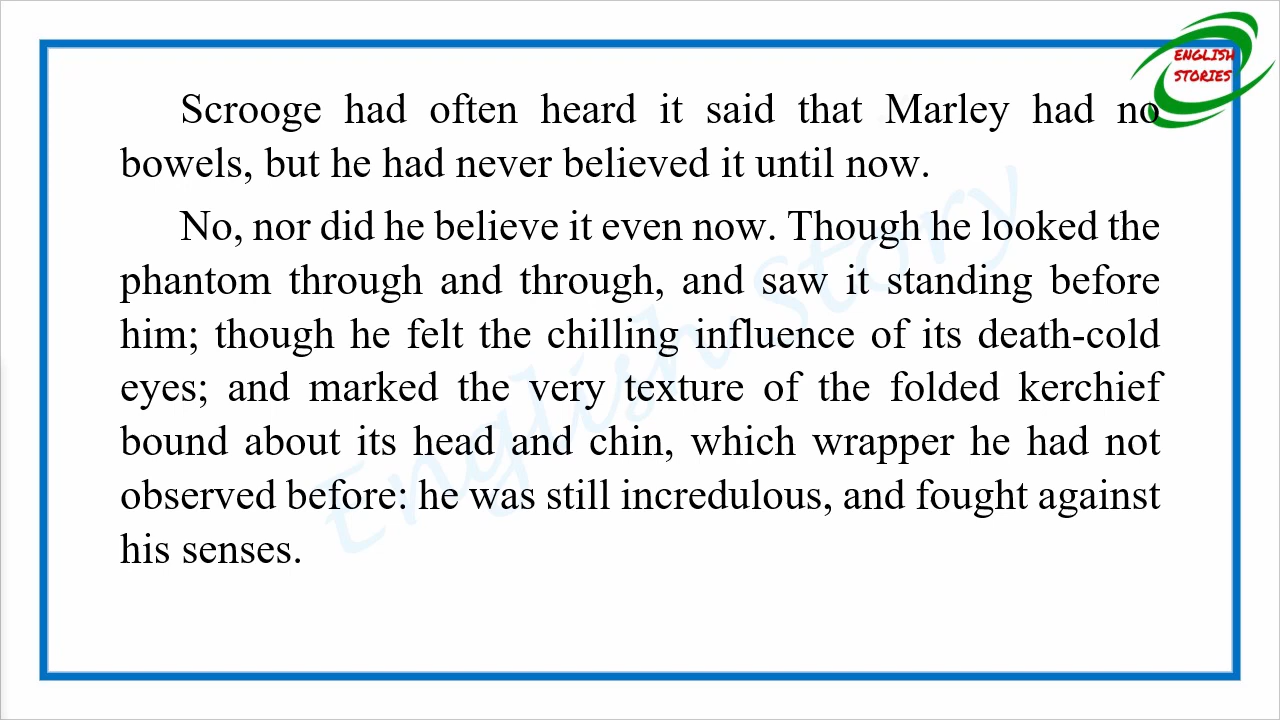 ENGLISH
STORIES
Scrooge had often heard it said that Marley had no
bowels, but he had never believed it until now.
No, nor did he believe it even now. Though he looked the
phantom through and through, and saw it standing before
him; though he felt the chilling influence of its death-cold
eyes; and marked the very texture of the folded kerchief
bound about its head and chin, which wrapper he had not
observed before: he was still incredulous, and fought against
his senses.
English Story